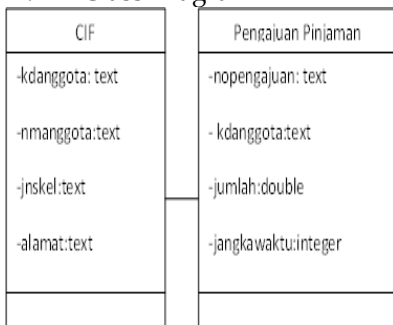 CIF
-kdanggota: text
-nmanggota:text
-jnskel:text
-alamat:text
Pengajuan Pinjaman
-nopengajuan: text
- kdanggota:text
-jumlah:double
-jangkawaktu:integer